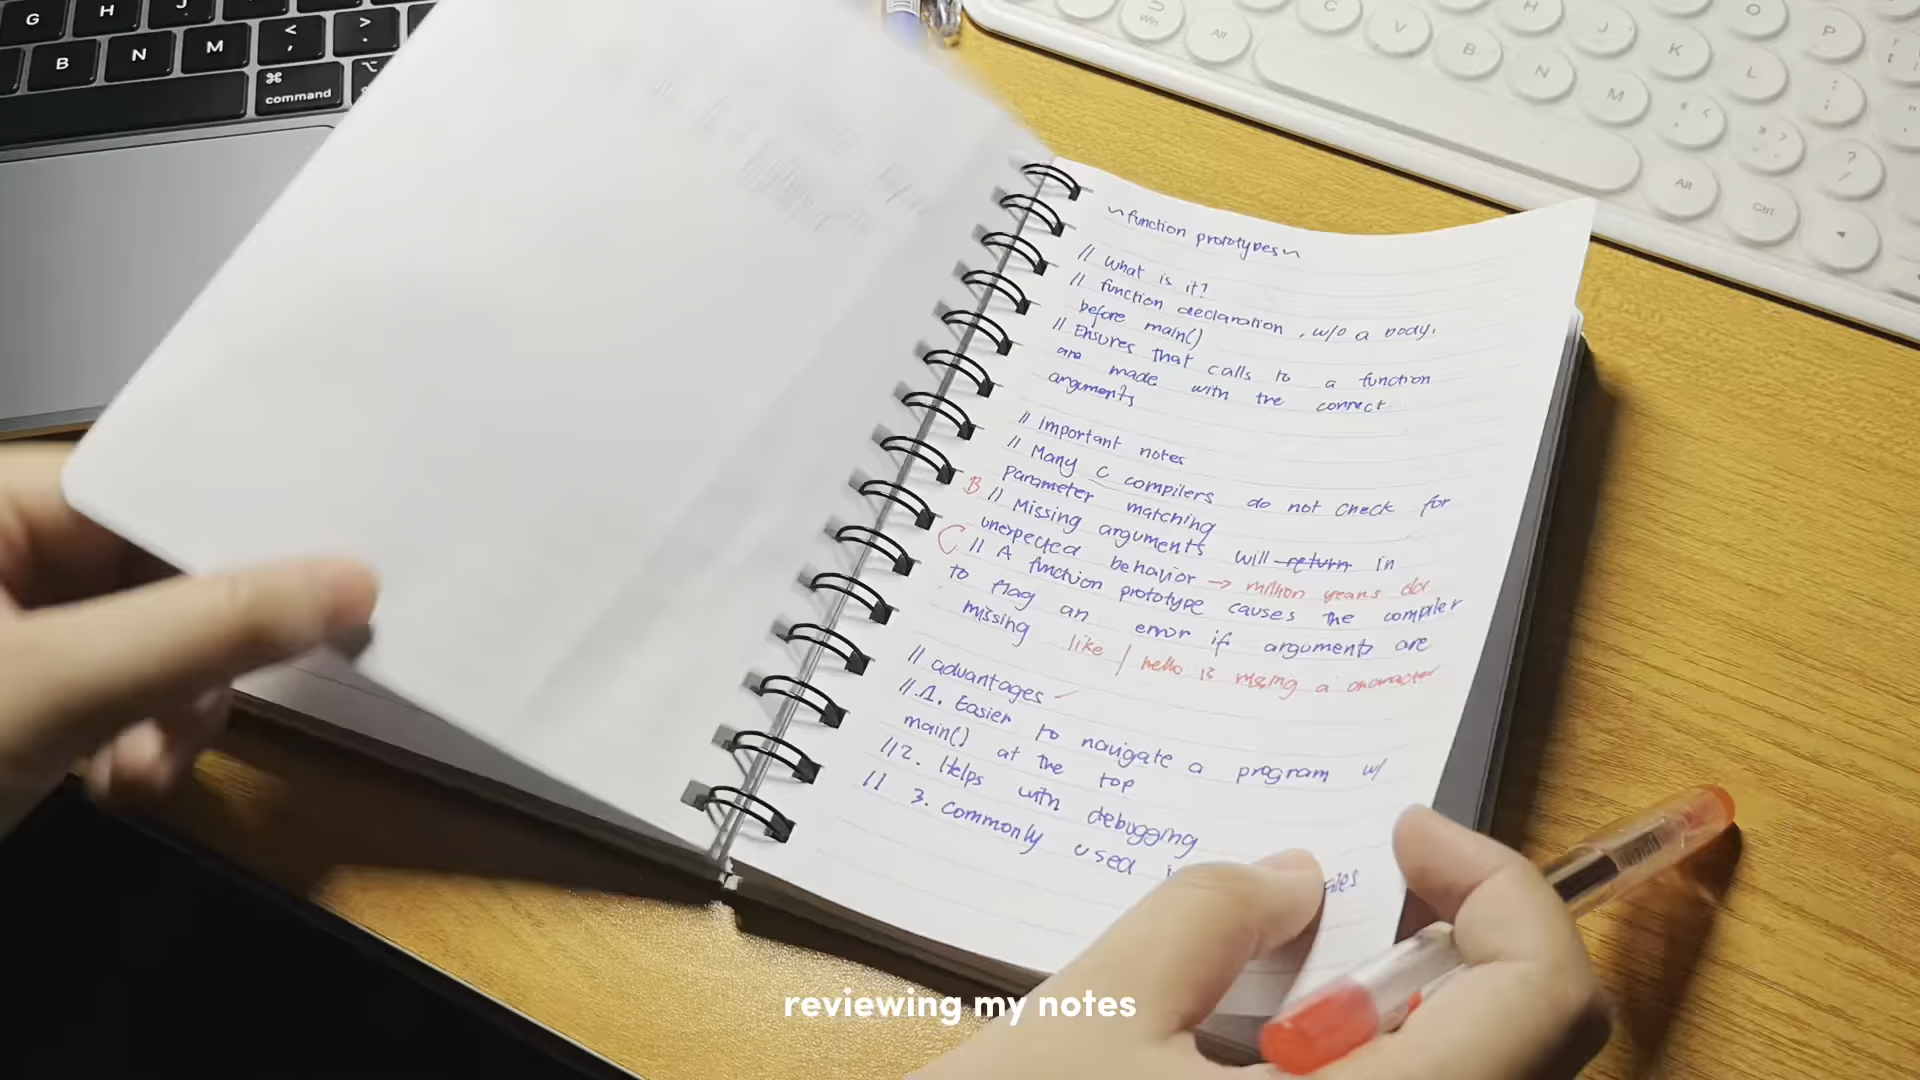 ~function prototypes~
// What is it?
// function declaration, w/o a body,
before main()
// Ensures that calls to a function
are made with the correct
arguments
// important notes
// Many C compilers do not check for
parameter matching
B // Missing arguments will return in
unexpected behavior → million years
C // A function prototype causes the compiler
to flag an error if arguments are
missing like / hello is missing a character
// advantages
// 1. Easier to navigate a program w/
main() at the top
// 2. Helps with debugging
// 3. commonly used files
reviewing my notes
G
H
J
B
N
M
<
,
>
.
⌘
command
⌥
Win
Alt
C
V
B
N
M
H
J
K
L
O
P
?
/
Alt
Ctrl